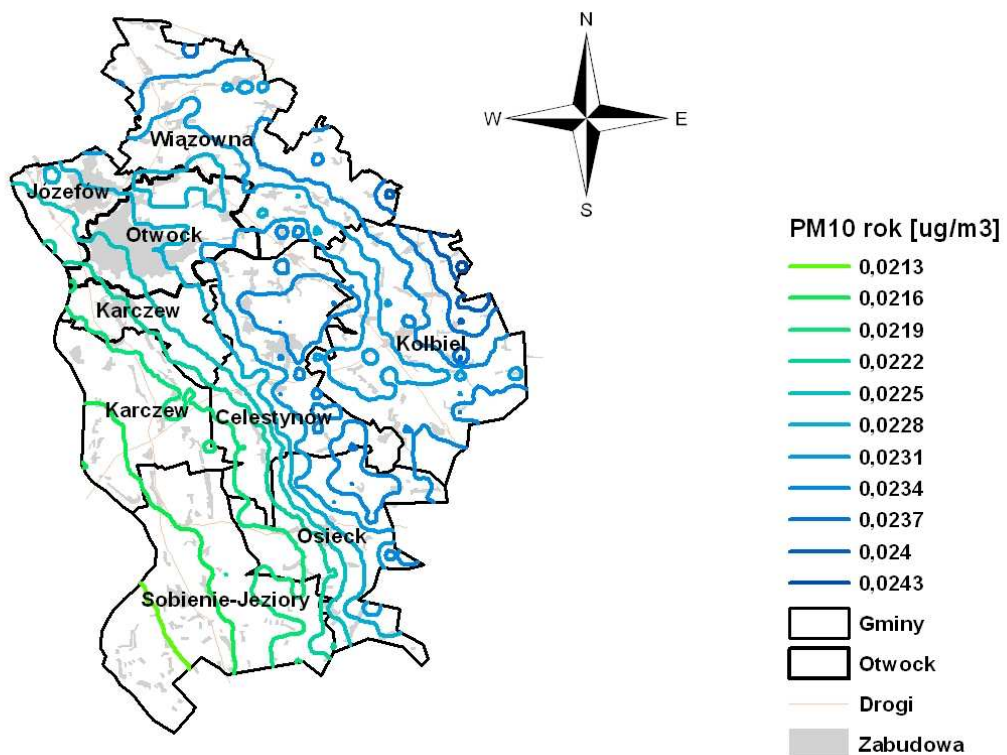 N
W
E
S
Wiązowna
Józefów
Otwock
Karczew
Kolbiel
Karczew
Celestynów
Osieck
Sobienie-Jeziory
PM10 rok [ug/m3]
0,0213
0,0216
0,0219
0,0222
0,0225
0,0228
0,0231
0,0234
0,0237
0,024
0,0243
Gminy
Otwock
Drogi
Zabudowa